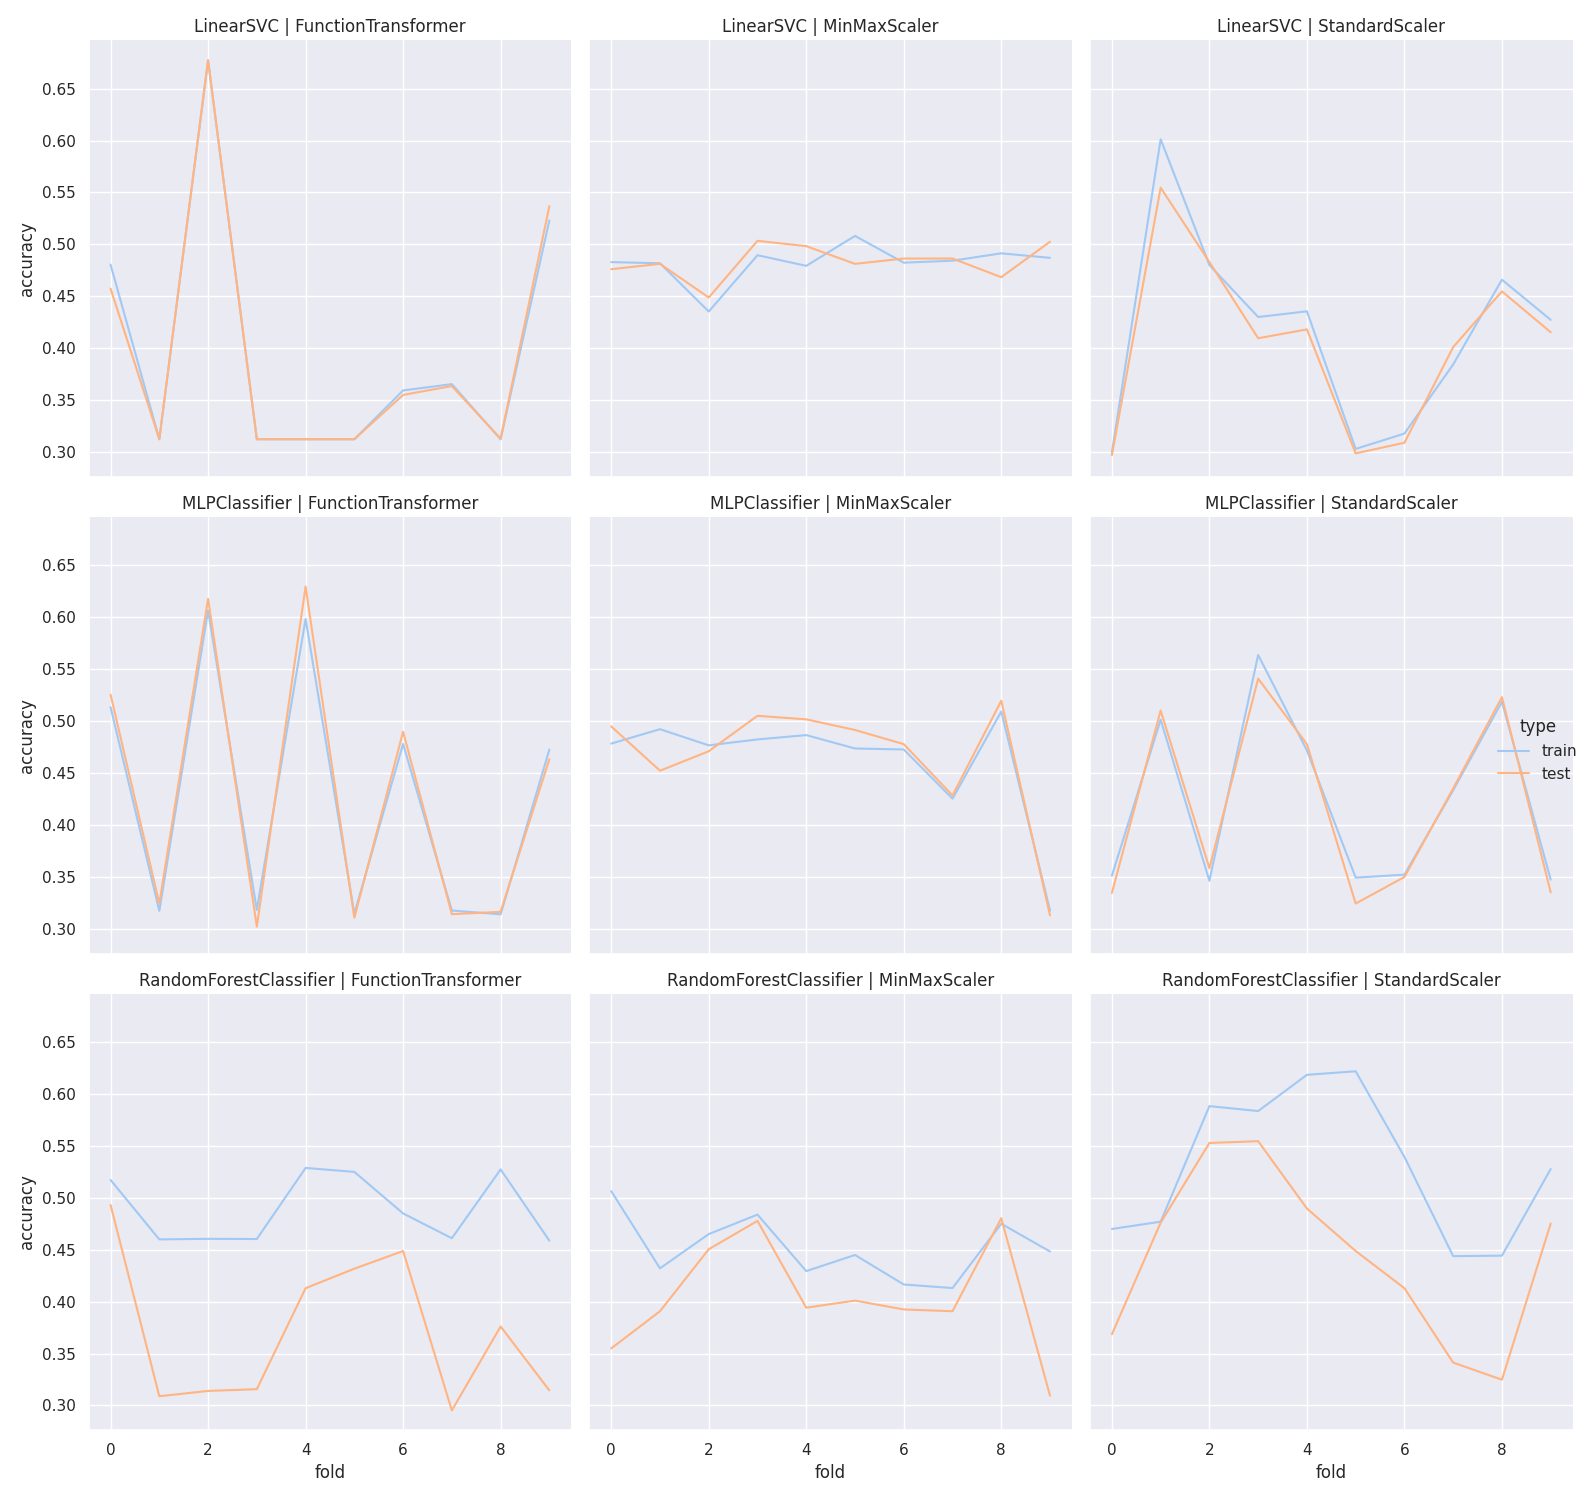 LinearSVC | FunctionTransformer
LinearSVC | MinMaxScaler
LinearSVC | StandardScaler
0.65
0.60
0.55
0.50
0.45
0.40
0.35
0.30
accuracy
MLPClassifier | FunctionTransformer
MLPClassifier | MinMaxScaler
MLPClassifier | StandardScaler
0.65
0.60
0.55
0.50
0.45
0.40
0.35
0.30
accuracy
type
train
test
RandomForestClassifier | FunctionTransformer
RandomForestClassifier | MinMaxScaler
RandomForestClassifier | StandardScaler
0.65
0.60
0.55
0.50
0.45
0.40
0.35
0.30
accuracy
0 2 4 6 8
0 2 4 6 8
0 2 4 6 8
fold
fold
fold